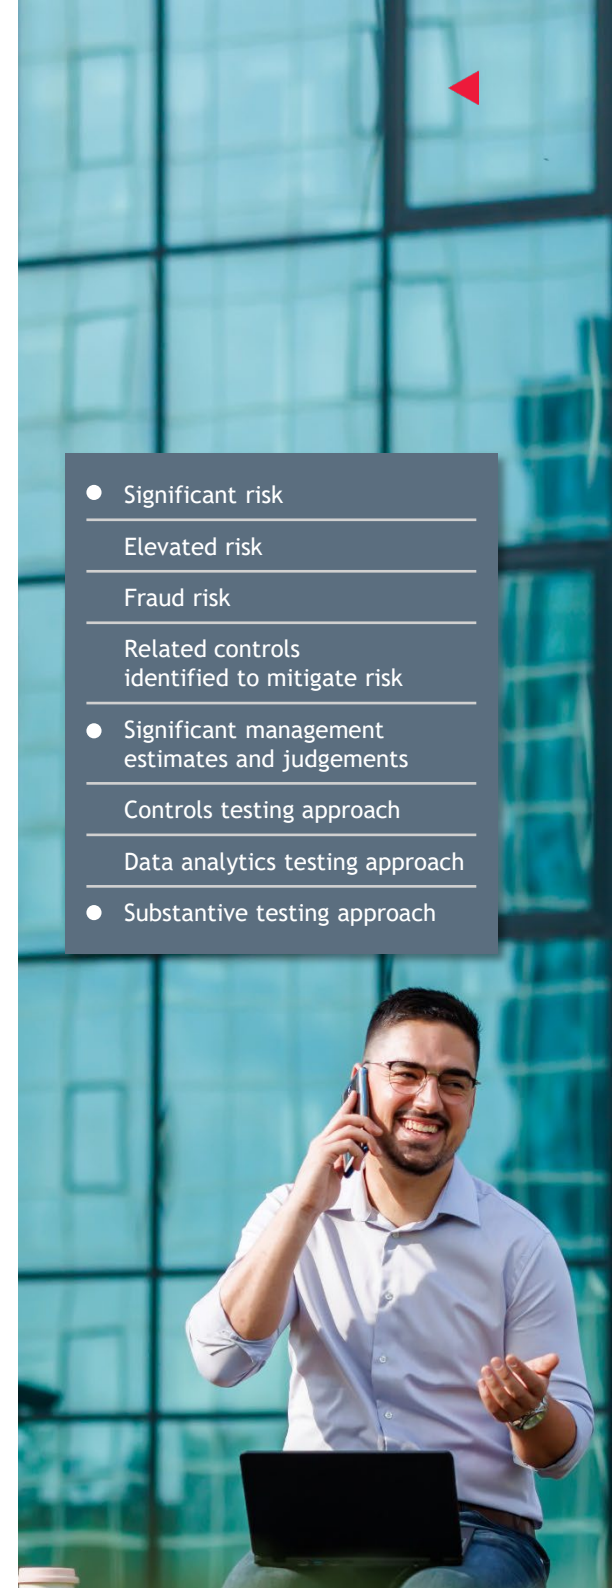 Significant risk
Elevated risk
Fraud risk
Related controls
identified to mitigate risk
Significant management
estimates and judgements
Controls testing approach
Data analytics testing approach
Substantive testing approach